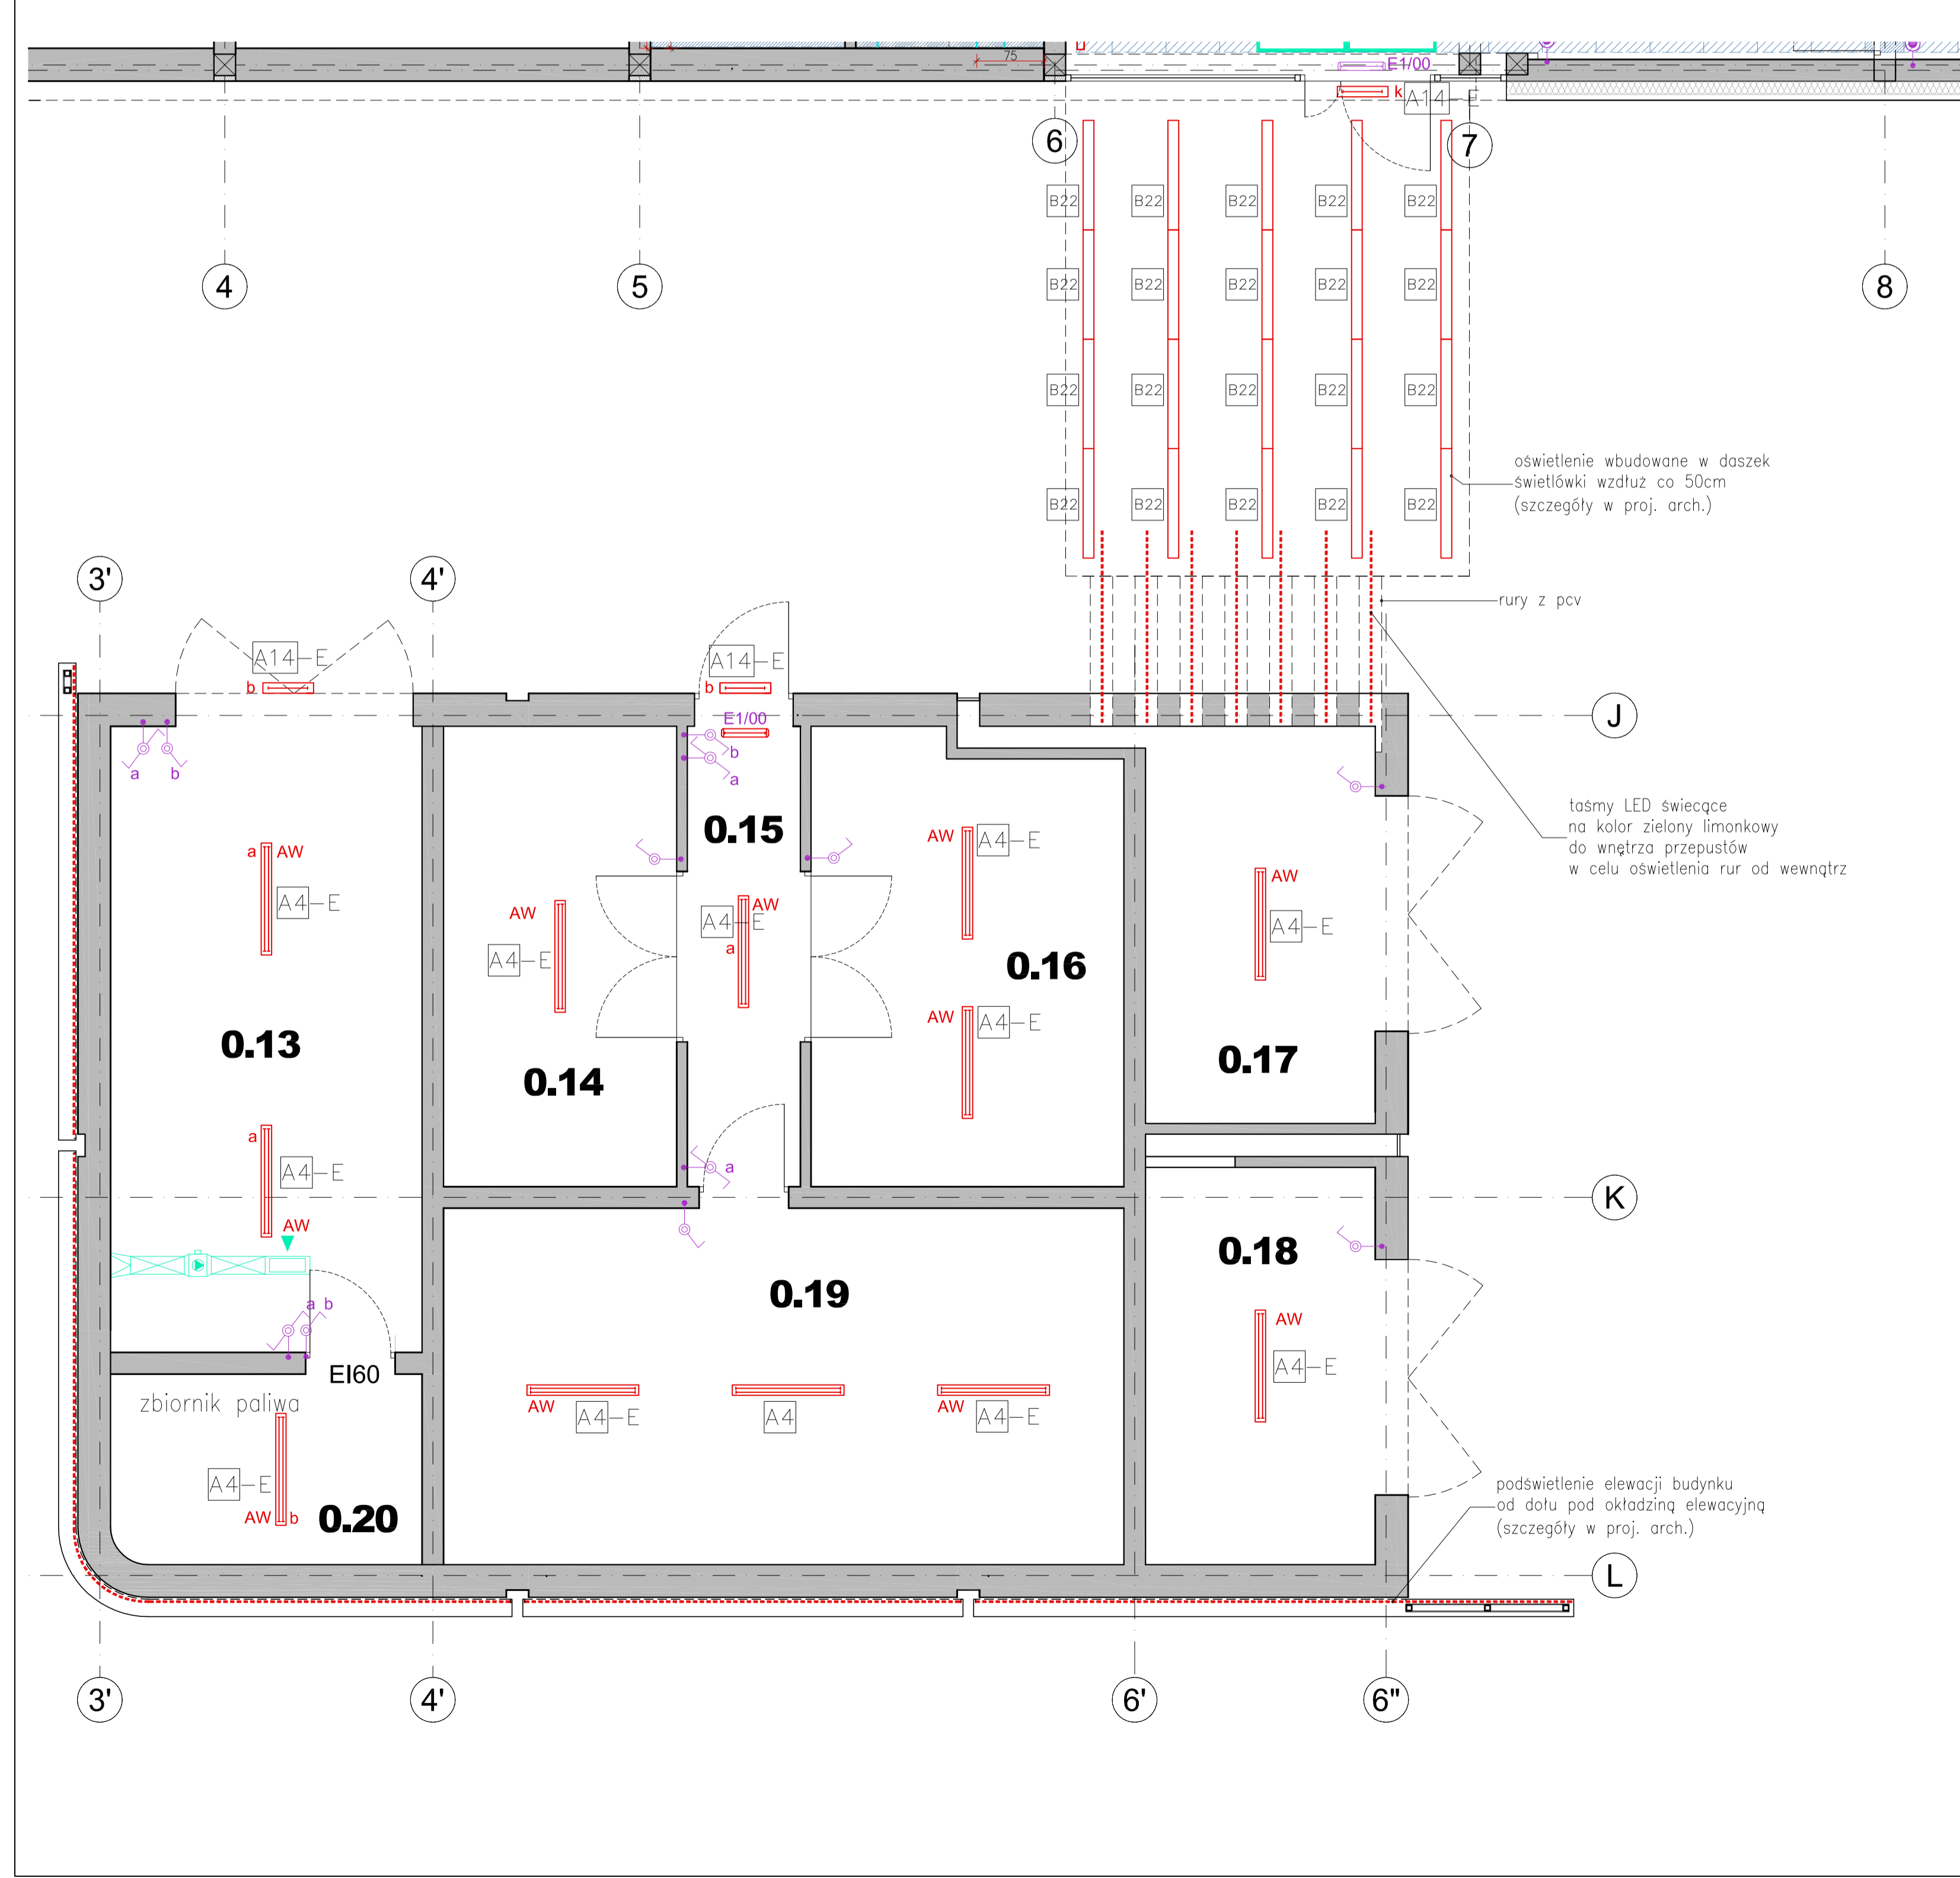 75
E1/00
k
A14-E
6
7
B22 B22 B22 B22 B22
4
5
8
B22 B22 B22 B22 B22
B22 B22 B22 B22 B22
oświetlenie wbudowane w daszek
świetlówki wzdłuż co 50cm
(szczegóły w proj. arch.)
B22 B22 B22 B22 B22
3'
4'
rury z pcv
A14-E
b
A14-E
b
J
E1/00
b
a
a
b
taśmy LED świecące
na kolor zielony limonkowy
do wnętrza przepustów
w celu oświetlenia rur od wewnątrz
0.15
a AW
A4-E
AW
A4-E
AW
A4-E
AW
A4-E
a
AW
A4-E
0.16
AW
A4-E
0.13
0.14
0.17
a
A4-E
AW
a
K
0.18
0.19
a b
AW
A4-E
EI60
zbiornik paliwa
AW
A4-E
A4
AW
A4-E
A4-E
AW
b
0.20
podświetlenie elewacji budynku
od dołu pod okładziną elewacyjną
(szczegóły w proj. arch.)
L
3'
4'
6'
6"